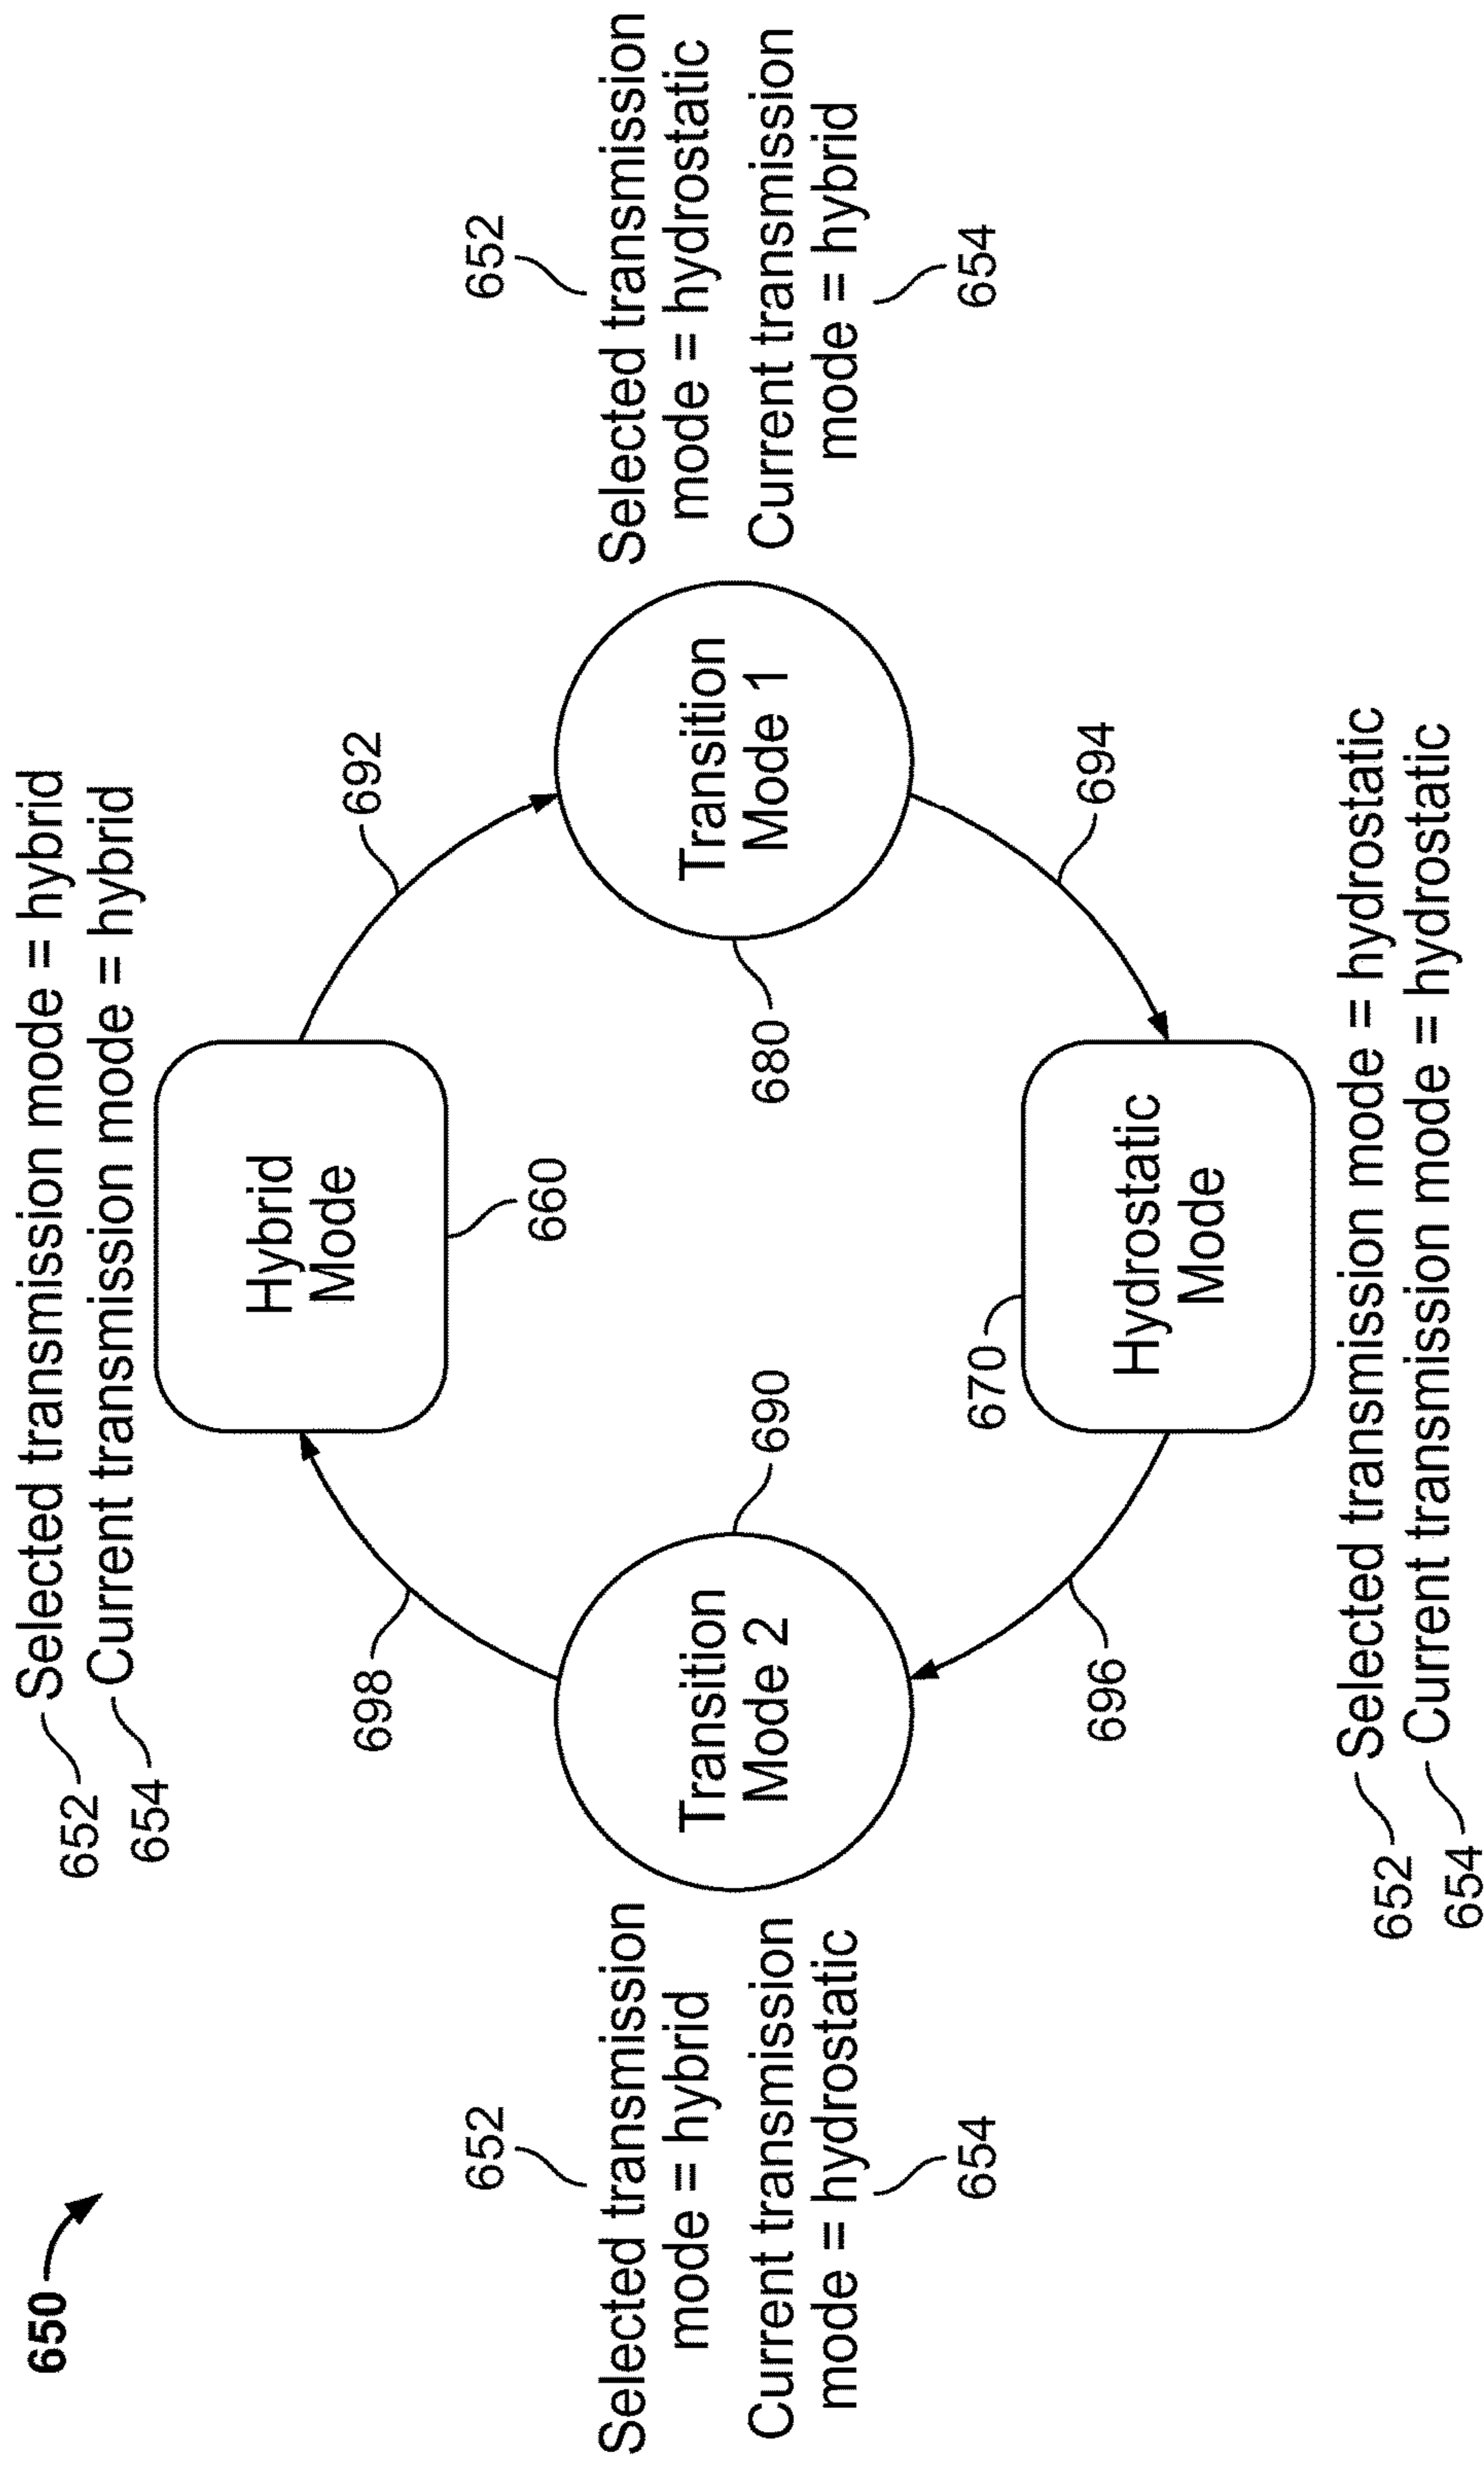 650
652
Selected transmission mode = hybrid
654
Current transmission mode = hybrid
Hybrid
Mode
660
698
692
652
Selected transmission
mode = hybrid
Current transmission
mode = hydrostatic
654
Transition
Mode 2
690
Transition
Mode 1
680
652
Selected transmission
mode = hydrostatic
Current transmission
mode = hybrid
654
696
694
670
Hydrostatic
Mode
652
Selected transmission mode = hydrostatic
654
Current transmission mode = hydrostatic